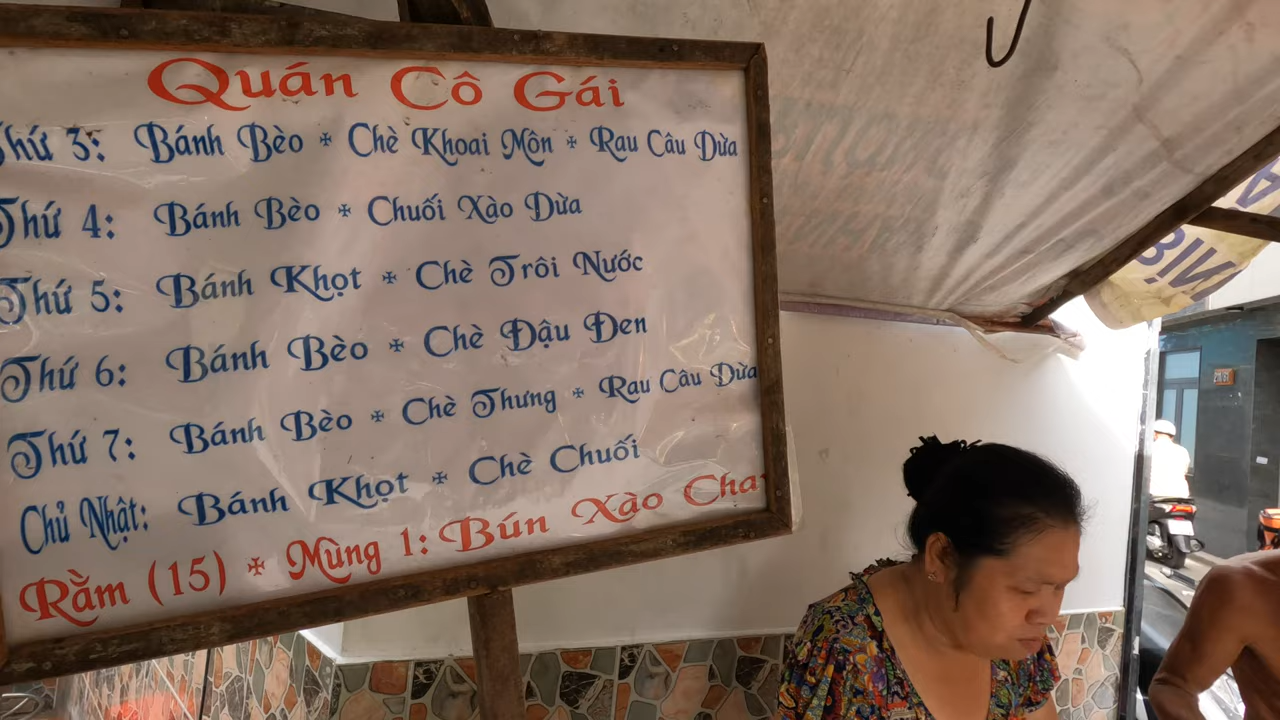 Quán Cô Gái
Thứ 3: Bánh Bèo * Chè Khoai Môn * Rau Câu Dừa
Thứ 4: Bánh Bèo * Chuối Xào Dừa
Thứ 5: Bánh Khọt * Chè Trôi Nước
Thứ 6: Bánh Bèo * Chè Đậu Đen
Thứ 7: Bánh Bèo * Chè Thưng * Rau Câu Dừa
Chủ Nhật: Bánh Khọt * Chè Chuối
Rằm (15) * Mùng 1: Bún Xào Chay